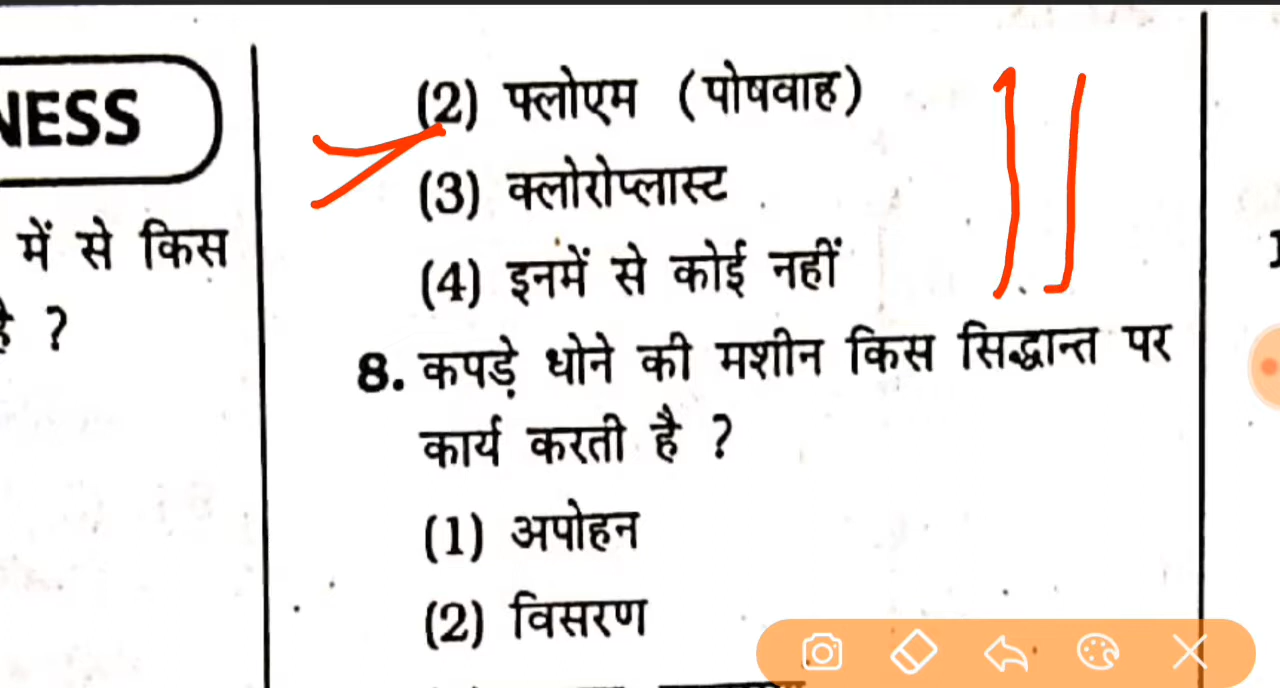 NESS
में से किस
है ?
(2) फ्लोएम (पोषवाह)
(3) क्लोरोप्लास्ट
(4) इनमें से कोई नहीं
8. कपड़े धोने की मशीन किस सिद्धान्त पर
कार्य करती है ?
(1) अपोहन
(2) विसरण